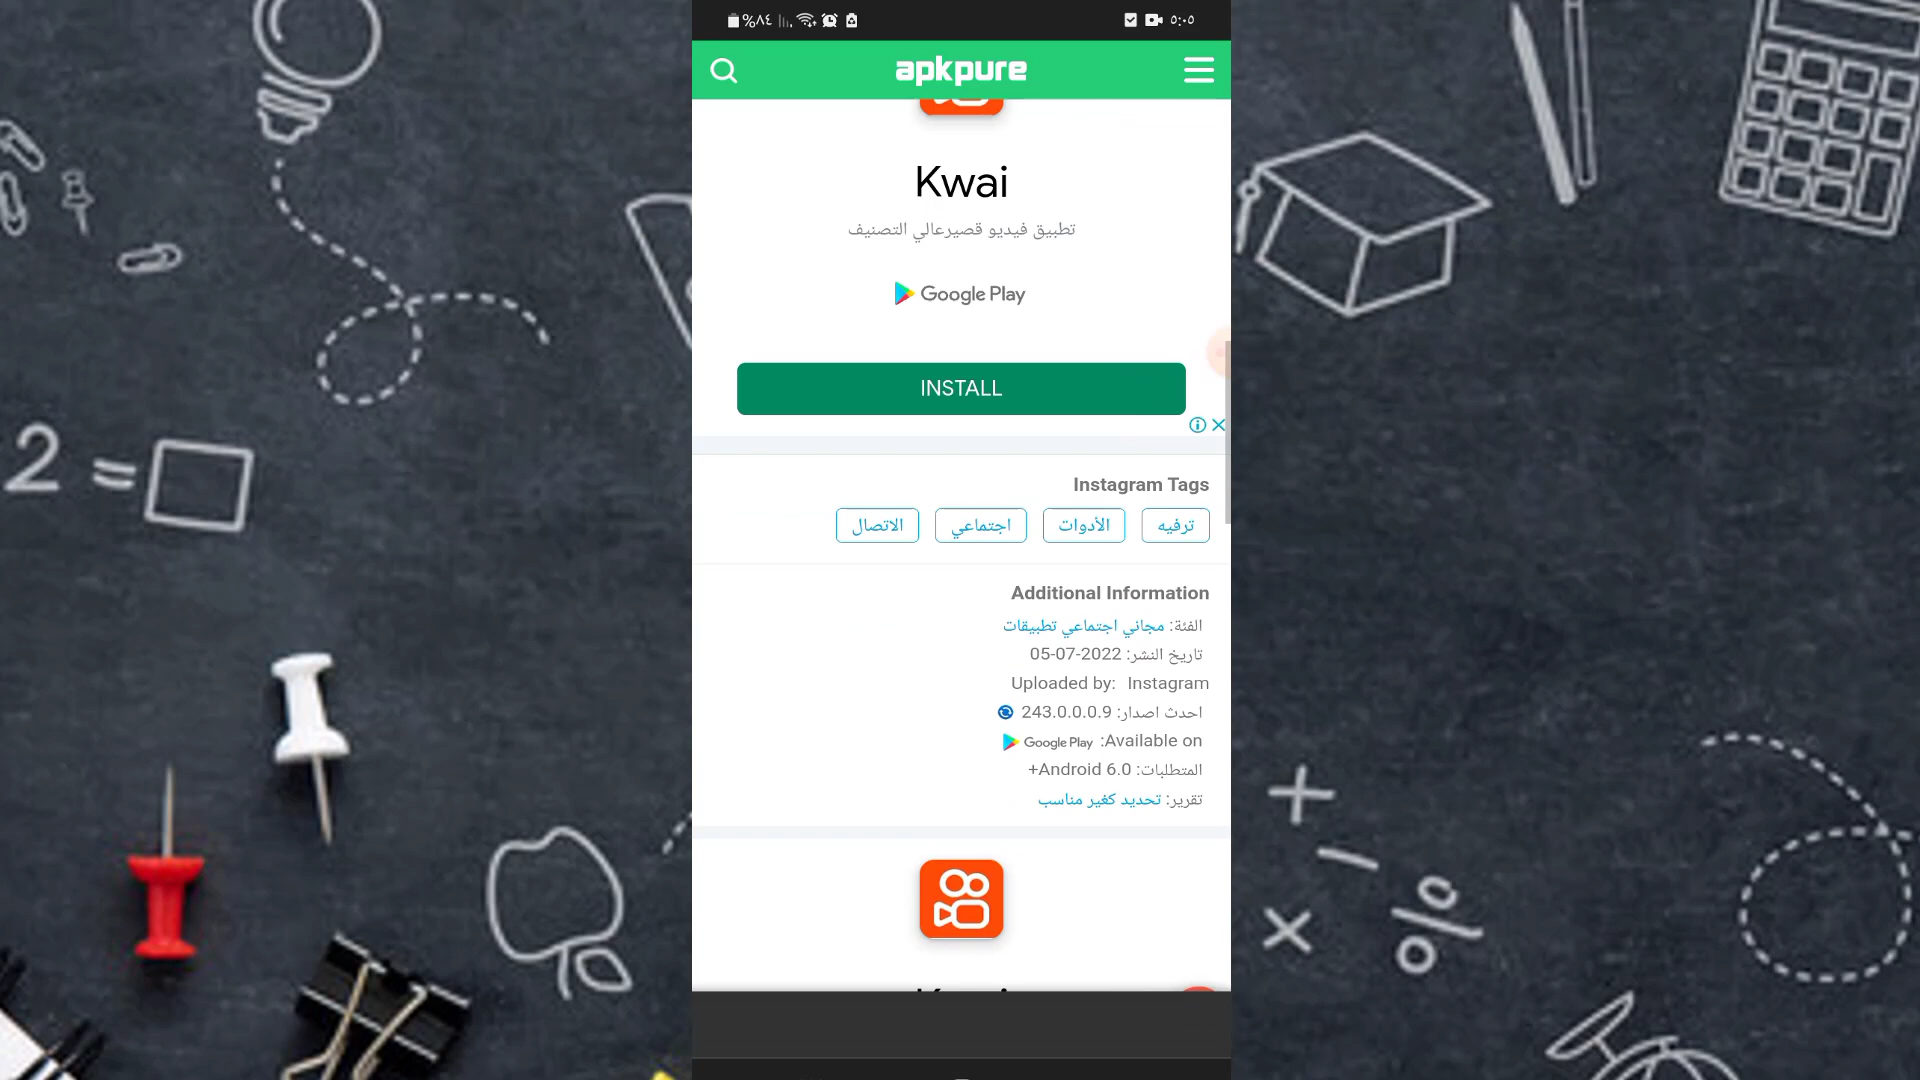 %٨٤ ٥:٠٥
apkpure
Kwai
تطبيق فيديو قصيرعالي التصنيف
Google Play
INSTALL
Instagram Tags
ترفيه الأدوات اجتماعي الاتصال
Additional Information
الفئة: مجاني اجتماعي تطبيقات
تاريخ النشر: 2022-07-05
Uploaded by: Instagram
احدث اصدار: 243.0.0.0.9
Available on: Google Play
المتطلبات: Android 6.0+
تقرير: تحديد كغير مناسب
2 =
+
−
×
%